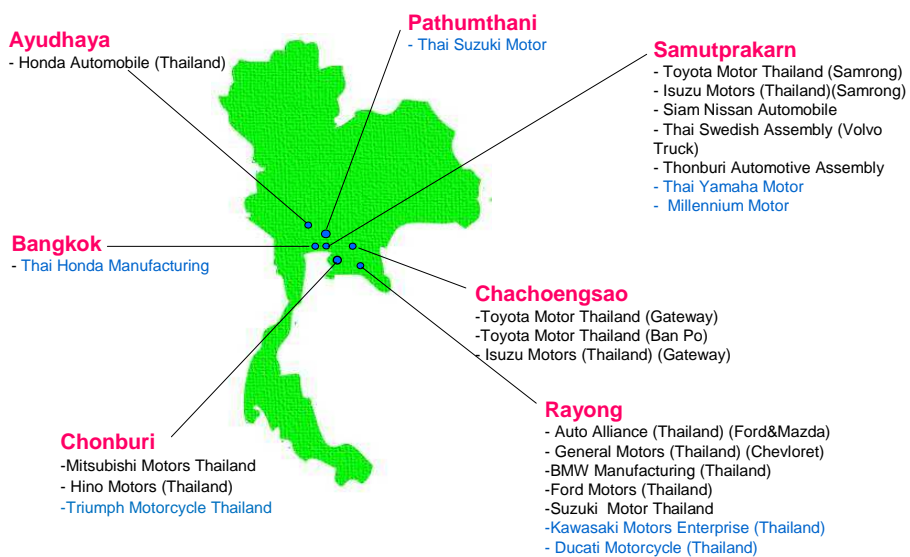 Ayudhaya
- Honda Automobile (Thailand)
Pathumthani
- Thai Suzuki Motor
Samutprakarn
- Toyota Motor Thailand (Samrong)
- Isuzu Motors (Thailand)(Samrong)
- Siam Nissan Automobile
- Thai Swedish Assembly (Volvo
Truck)
- Thonburi Automotive Assembly
- Thai Yamaha Motor
- Millennium Motor
Bangkok
- Thai Honda Manufacturing
Chachoengsao
-Toyota Motor Thailand (Gateway)
-Toyota Motor Thailand (Ban Po)
- Isuzu Motors (Thailand) (Gateway)
Chonburi
-Mitsubishi Motors Thailand
- Hino Motors (Thailand)
-Triumph Motorcycle Thailand
Rayong
- Auto Alliance (Thailand) (Ford&Mazda)
- General Motors (Thailand) (Chevloret)
-BMW Manufacturing (Thailand)
-Ford Motors (Thailand)
-Suzuki Motor Thailand
-Kawasaki Motors Enterprise (Thailand)
- Ducati Motorcycle (Thailand)